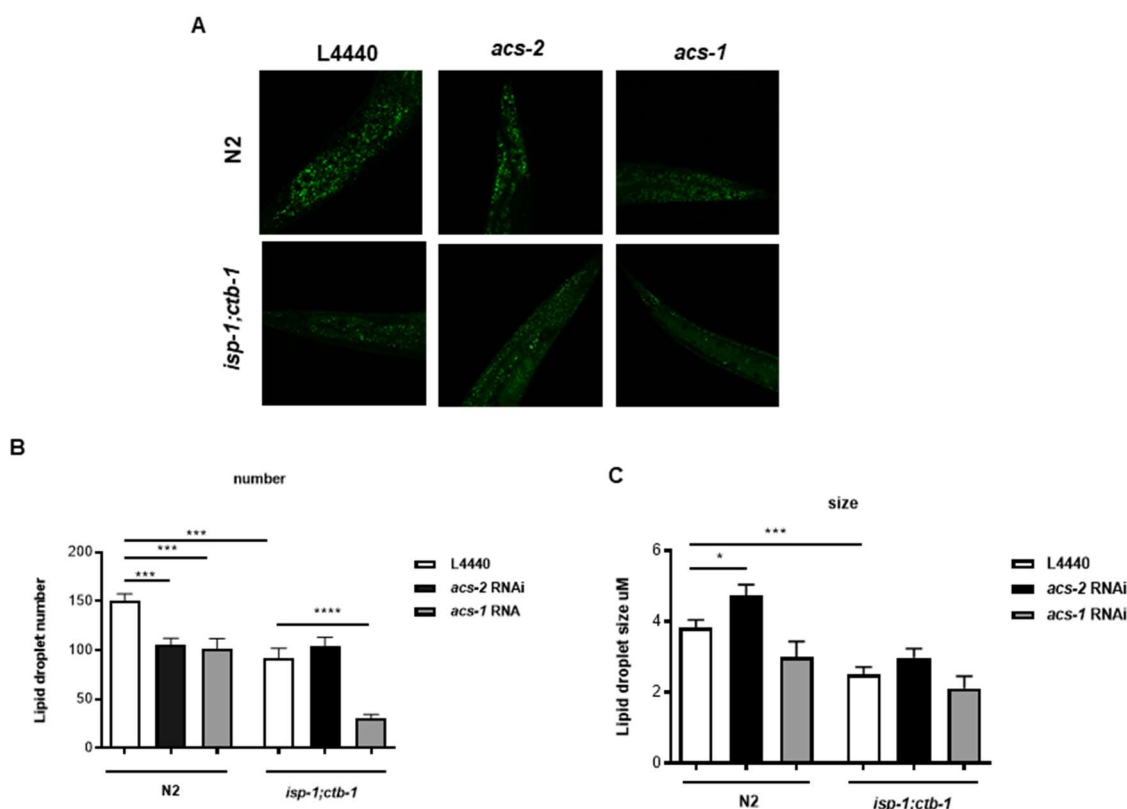 A
L4440 acs-2 acs-1
N2
isp-1;ctb-1
B
number
Lipid droplet number
200
150
100
50
0
***
***
***
****
L4440
acs-2 RNAi
acs-1 RNA
N2 isp-1;ctb-1
C
size
Lipid droplet size uM
6
4
2
0
***
*
L4440
acs-2 RNAi
acs-1 RNAi
N2 isp-1;ctb-1